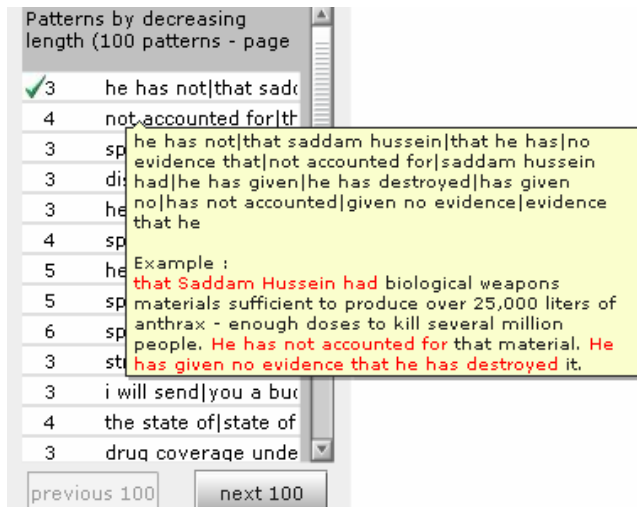 Patterns by decreasing
length (100 patterns - page
3 he has not|that sad
4 not accounted for|th
he has not|that saddam hussein|that he has|no
evidence that|not accounted for|saddam hussein
had|he has given|he has destroyed|has given
no|has not accounted|given no evidence|evidence
that he
Example :
that Saddam Hussein had biological weapons
materials sufficient to produce over 25,000 liters of
anthrax - enough doses to kill several million
people. He has not accounted for that material. He
has given no evidence that he has destroyed it.
3 sp
3 dis
3 he
4 sp
5 he
5 sp
6 sp
3 st
3 i will send|you a bu
4 the state of|state of
3 drug coverage unde
previous 100 next 100